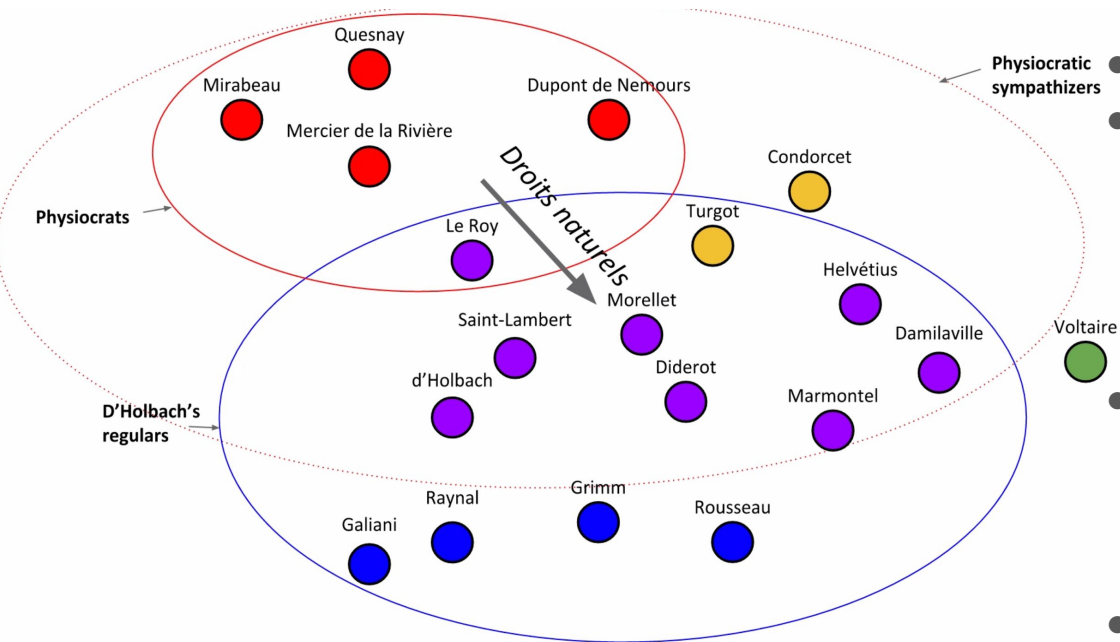 Quesnay
Physiocratic
sympathizers
Mirabeau
Dupont de Nemours
Mercier de la Rivière
Droits naturels
Condorcet
Physiocrats
Turgot
Le Roy
Helvétius
Morellet
Saint-Lambert
Damilaville
Voltaire
Diderot
d’Holbach
Marmontel
D’Holbach’s
regulars
Grimm
Raynal
Rousseau
Galiani